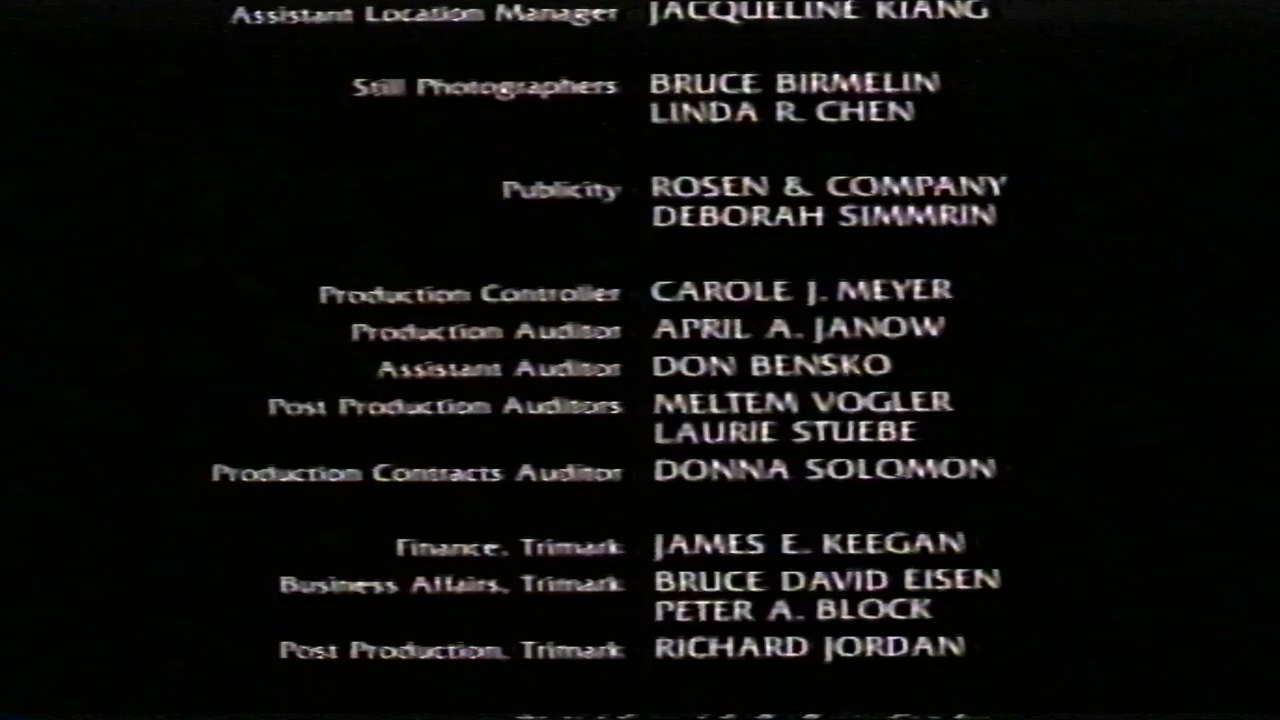 Assistant Location Manager JACQUELINE KIANG
Still Photographers BRUCE BIRMELIN
LINDA R. CHEN
Publicity ROSEN & COMPANY
DEBORAH SIMMRIN
Production Controller CAROLE J. MEYER
Production Auditor APRIL A. JANOW
Assistant Auditor DON BENSKO
Post Production Auditors MELTEM VOGLER
LAURIE STUEBE
Production Contracts Auditor DONNA SOLOMON
Finance, Trimark JAMES E. KEEGAN
Business Affairs, Trimark BRUCE DAVID EISEN
PETER A. BLOCK
Post Production, Trimark RICHARD JORDAN